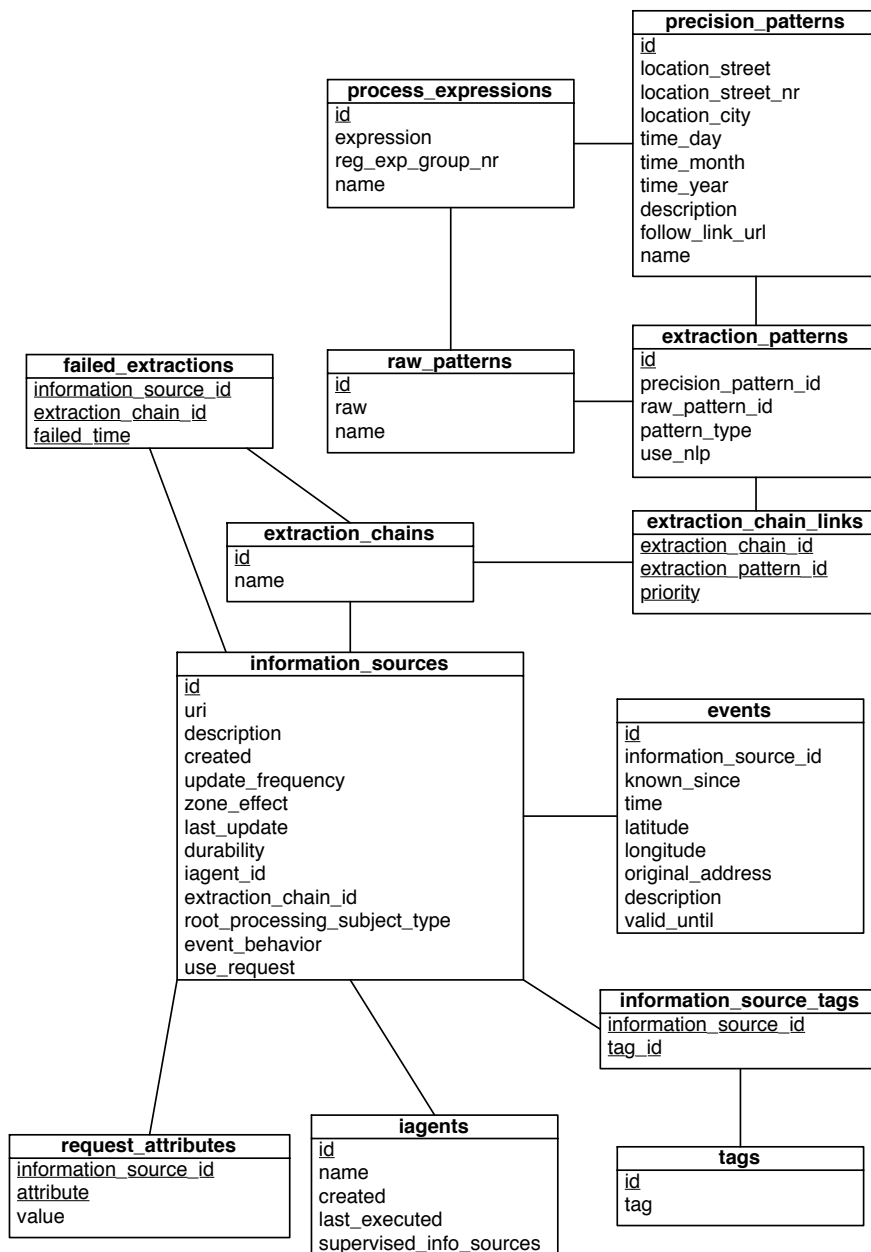 precision_patterns
id
location_street
location_street_nr
location_city
time_day
time_month
time_year
description
follow_link_url
name
process_expressions
id
expression
reg_exp_group_nr
name
extraction_patterns
id
precision_pattern_id
raw_pattern_id
pattern_type
use_nlp
raw_patterns
id
raw
name
failed_extractions
information_source_id
extraction_chain_id
failed_time
extraction_chain_links
extraction_chain_id
extraction_pattern_id
priority
extraction_chains
id
name
information_sources
id
uri
description
created
update_frequency
zone_effect
last_update
durability
iagent_id
extraction_chain_id
root_processing_subject_type
event_behavior
use_request
events
id
information_source_id
known_since
time
latitude
longitude
original_address
description
valid_until
information_source_tags
information_source_id
tag_id
request_attributes
information_source_id
attribute
value
iagents
id
name
created
last_executed
supervised_info_sources
tags
id
tag